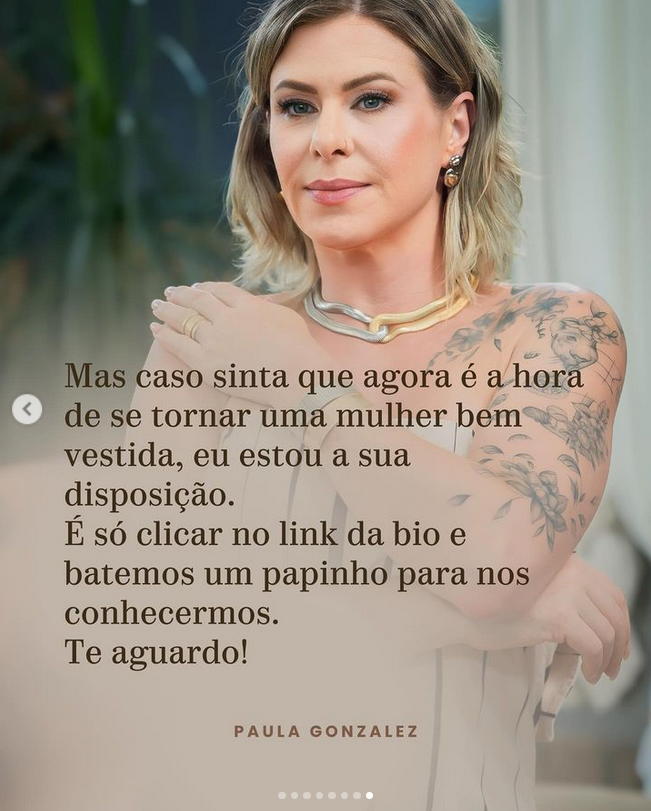 Mas caso sinta que agora é a hora
de se tornar uma mulher bem
vestida, eu estou a sua
disposição.
É só clicar no link da bio e
batemos um papinho para nos
conhecermos.
Te aguardo!
PAULA GONZALEZ